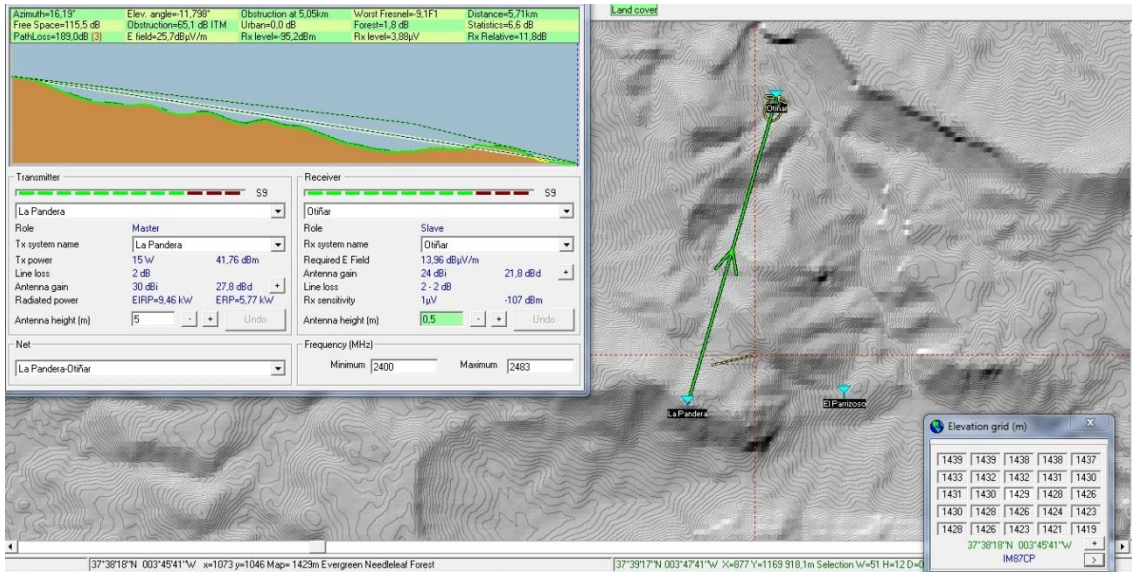 Land cover
Azimuth=16,19° Elev. angle=-11,798° Obstruction at 5,05km Worst Fresnel=-9,1F1 Distance=5,71km
Free Space=115,5 dB Obstruction=65,1 dB ITM Urban=0,0 dB Forest=1,8 dB Statistics=6,6 dB
PathLoss=189,0dB (3) E field=25,7dBµV/m Rx level=-95,2dBm Rx level=3,88µV Rx Relative=11,8dB
Transmitter
S9
La Pandera
Role Master
Tx system name La Pandera
Tx power 15 W 41,76 dBm
Line loss 2 dB
Antenna gain 30 dBi 27,8 dBd +
Radiated power EIRP=9,46 kW ERP=5,77 kW
Antenna height (m) 5 - + Undo
Receiver
S9
Otiñar
Role Slave
Rx system name Otiñar
Required E Field 13,96 dBµV/m
Antenna gain 24 dBi 21,8 dBd +
Line loss 2 - 2 dB
Rx sensitivity 1µV -107 dBm
Antenna height (m) 0,5 - + Undo
Net
La Pandera-Otiñar
Frequency (MHz)
Minimum 2400 Maximum 2483
Otiñar
La Pandera
El Parrizoso
Elevation grid (m) X
1439 1439 1438 1438 1437
1433 1432 1432 1431 1430
1431 1430 1429 1428 1426
1430 1428 1426 1424 1423
1428 1426 1423 1421 1419
37°38'18"N 003°45'41"W +
IM87CP >
37°38'18"N 003°45'41"W x=1073 y=1046 Map= 1429m Evergreen Needleleaf Forest
37°39'17"N 003°47'41"W X=877 Y=1169 918,1m Selection W=51 H=12 D=0